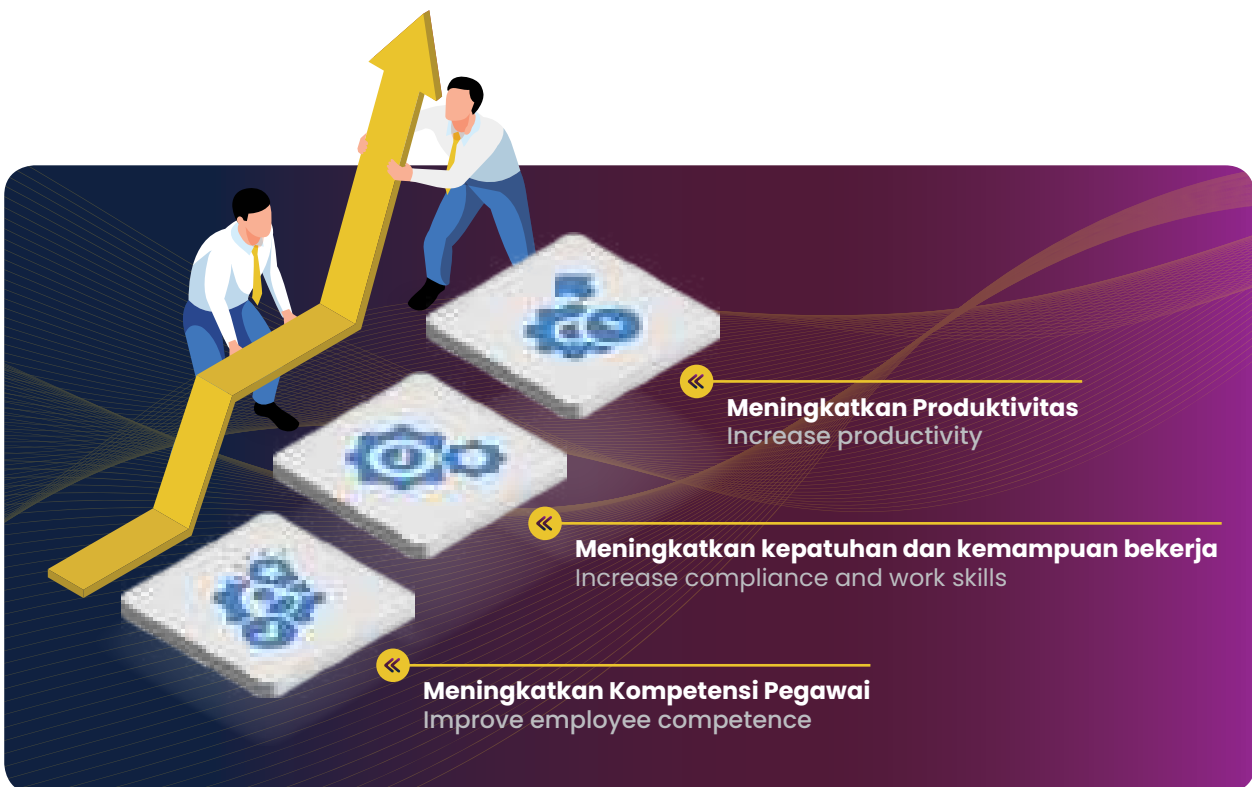 Meningkatkan Produktivitas
Increase productivity
Meningkatkan kepatuhan dan kemampuan bekerja
Increase compliance and work skills
Meningkatkan Kompetensi Pegawai
Improve employee competence